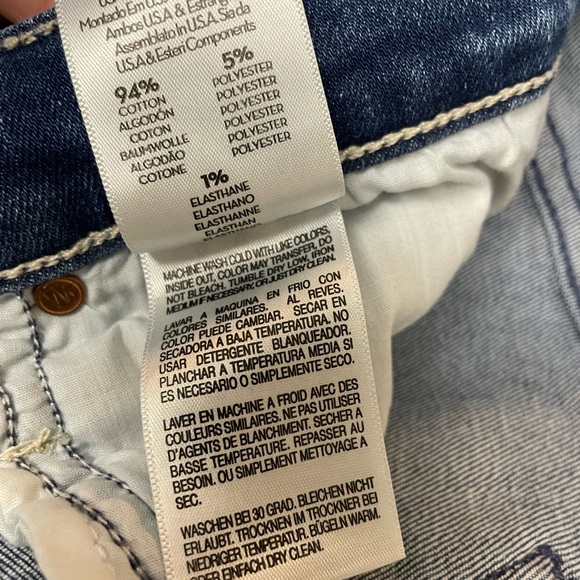 Montado Em U.S.A
Ambos U.S.A & Estrang
Assemblato In U.S.A. Sia da
U.S.A & Esteri Components
94%
COTTON
ALGODÓN
COTON
BAUMWOLLE
ALGODÃO
COTONE
5%
POLYESTER
POLYESTER
POLYESTER
POLYESTER
POLYESTER
POLYESTER
1%
ELASTHANE
ELASTHANO
ELASTHANNE
ELASTHAN
ELASTHANO
MACHINE WASH COLD WITH LIKE COLORS,
INSIDE OUT, COLOR MAY TRANSFER. DO
NOT BLEACH. TUMBLE DRY LOW, IRON
MEDIUM IF NECESSARY, OR JUST DRY CLEAN.
LAVAR A MAQUINA EN FRIO CON
COLORES SIMILARES. AL REVES.
COLOR PUEDE CAMBIAR. SECAR EN
SECADORA A BAJA TEMPERATURA. NO
USAR DETERGENTE BLANQUEADOR.
PLANCHAR A TEMPERATURA MEDIA SI
ES NECESARIO O SIMPLEMENTE SECO.
LAVER EN MACHINE A FROID AVEC DES
COULEURS SIMILAIRES. NE PAS UTILISER
D'AGENTS DE BLANCHIMENT. SECHER A
BASSE TEMPERATURE. REPASSER AU
BESOIN. OU SIMPLEMENT METTOYAGE A
SEC.
WASCHEN BEI 30 GRAD. BLEICHEN NICHT
ERLAUBT. TROCKNEN IM TROCKNER BEI
NIEDRIGER TEMPERATUR. BÜGELN WARM.
ODER EINFACH DRY CLEAN.